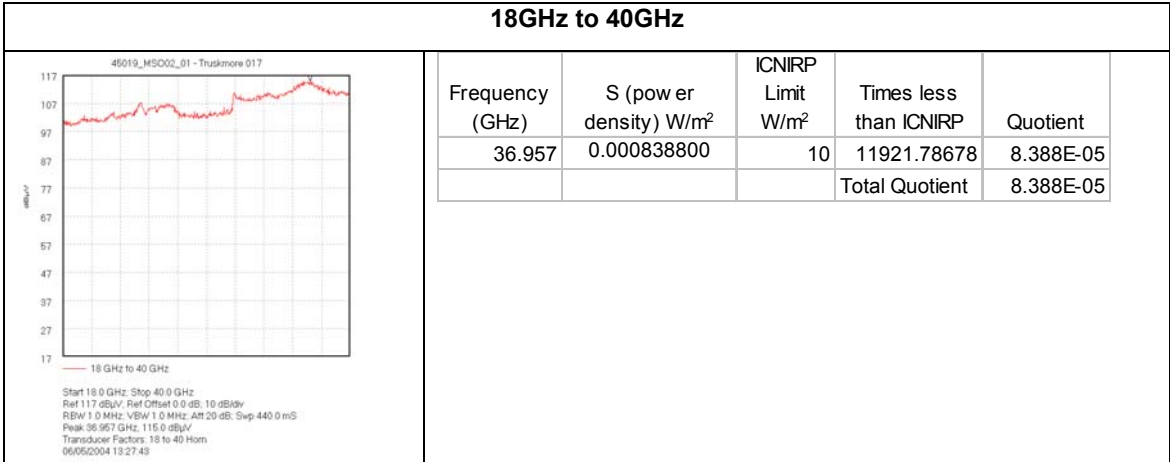 18GHz to 40GHz
45019_MSO02_01 - Truskmore 017
117
107
97
87
77
67
57
47
37
27
17
dBµV
18 GHz to 40 GHz
Start 18.0 GHz; Stop 40.0 GHz
Ref 117 dBµV; Ref Offset 0.0 dB; 10 dB/div
RBW 1.0 MHz; VBW 1.0 MHz; Att 20 dB; Swp 440.0 mS
Peak 36.957 GHz, 115.0 dBµV
Transducer Factors: 18 to 40 Horn
06/05/2004 13:27:43
Frequency (GHz) S (pow er density) W/m² ICNIRP Limit W/m² Times less than ICNIRP Quotient
36.957 0.000838800 10 11921.78678 8.388E-05
Total Quotient 8.388E-05